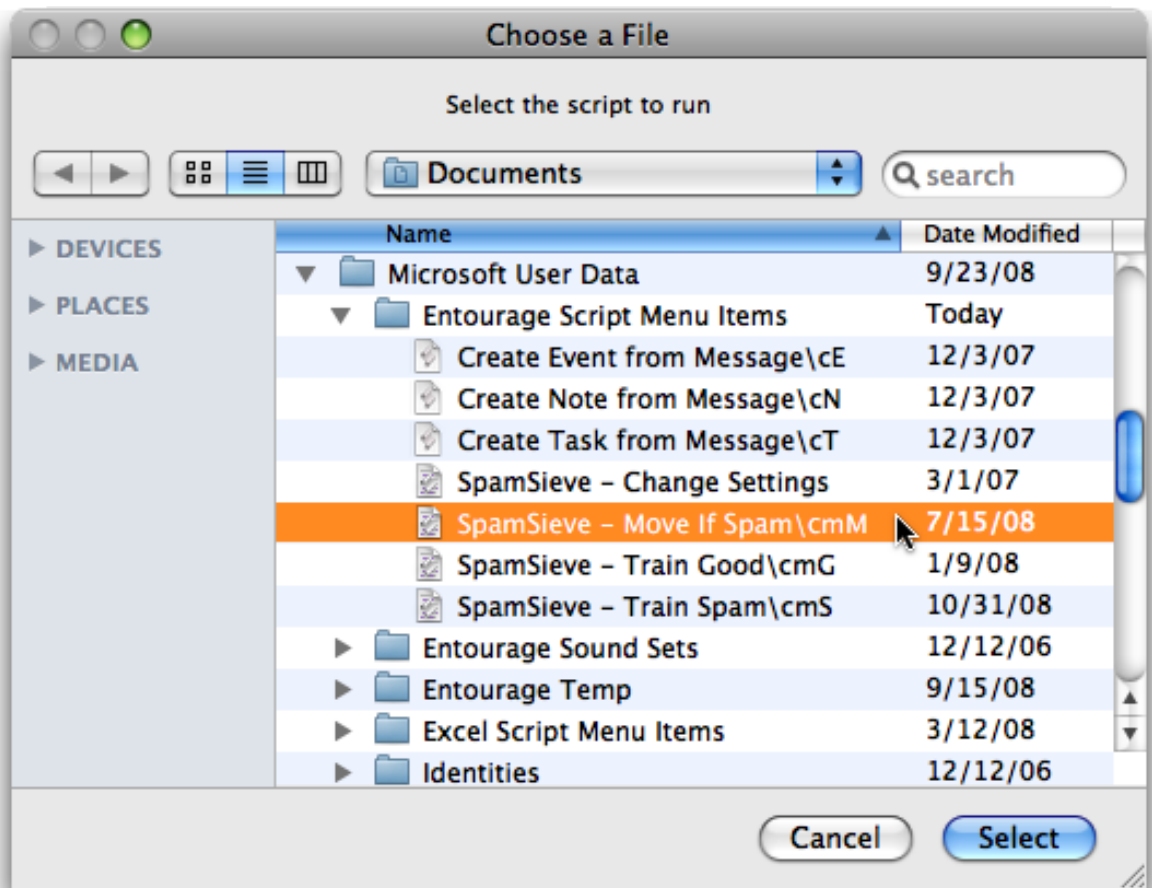 Choose a File
Select the script to run
Documents
search
DEVICES
PLACES
MEDIA
Name Date Modified
Microsoft User Data 9/23/08
Entourage Script Menu Items Today
Create Event from Message\cE 12/3/07
Create Note from Message\cN 12/3/07
Create Task from Message\cT 12/3/07
SpamSieve – Change Settings 3/1/07
SpamSieve – Move If Spam\cmM 7/15/08
SpamSieve – Train Good\cmG 1/9/08
SpamSieve – Train Spam\cmS 10/31/08
Entourage Sound Sets 12/12/06
Entourage Temp 9/15/08
Excel Script Menu Items 3/12/08
Identities 12/12/06
Cancel Select